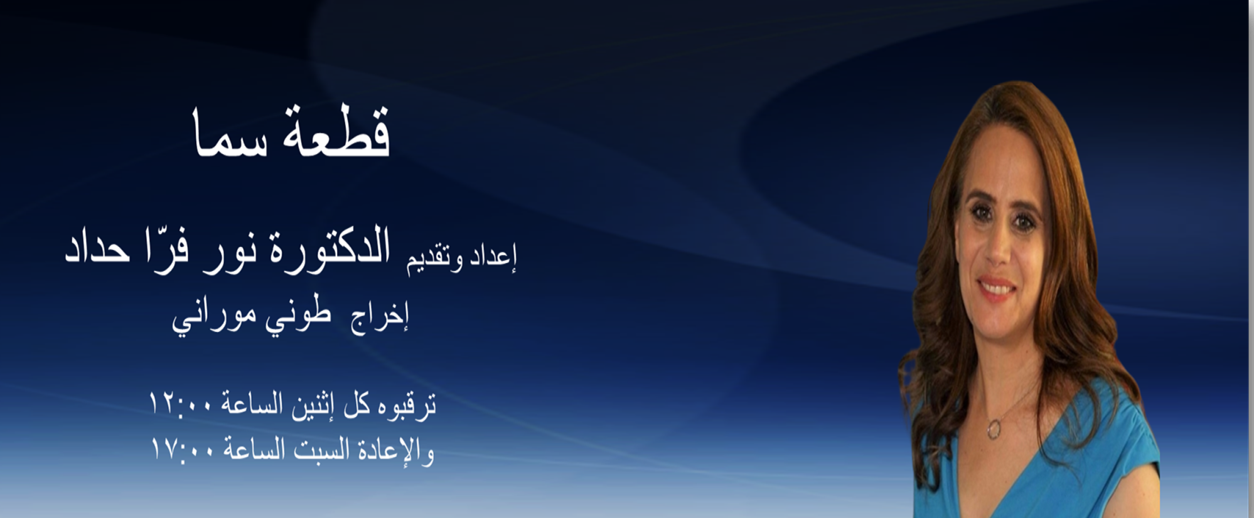 قطعة سما
إعداد وتقديم الدكتورة نور فرّا حداد
إخراج طوني موراني
ترقبوه كل إثنين الساعة ١٢:٠٠
والإعادة السبت الساعة ١٧:٠٠